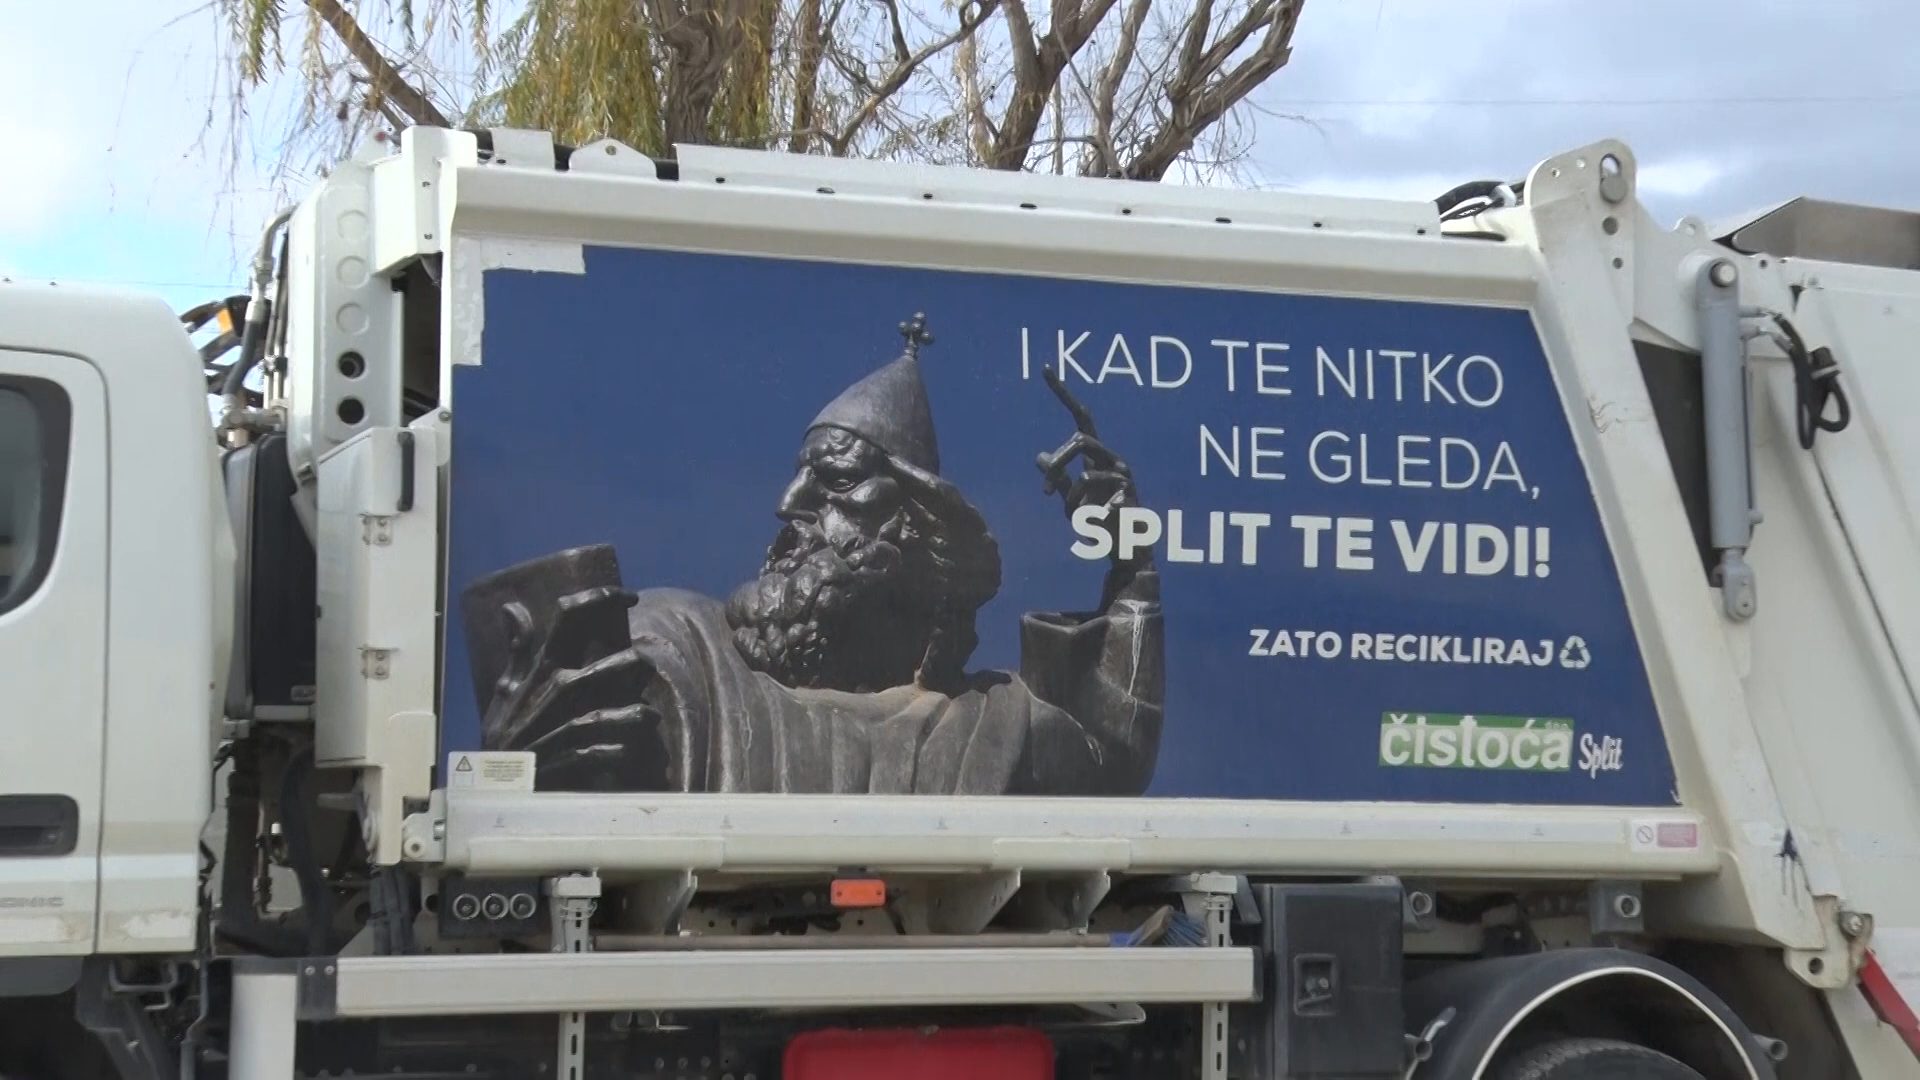 I KAD TE NITKO
NE GLEDA,
SPLIT TE VIDI!
ZATO RECIKLIRAJ
čistoća
Split